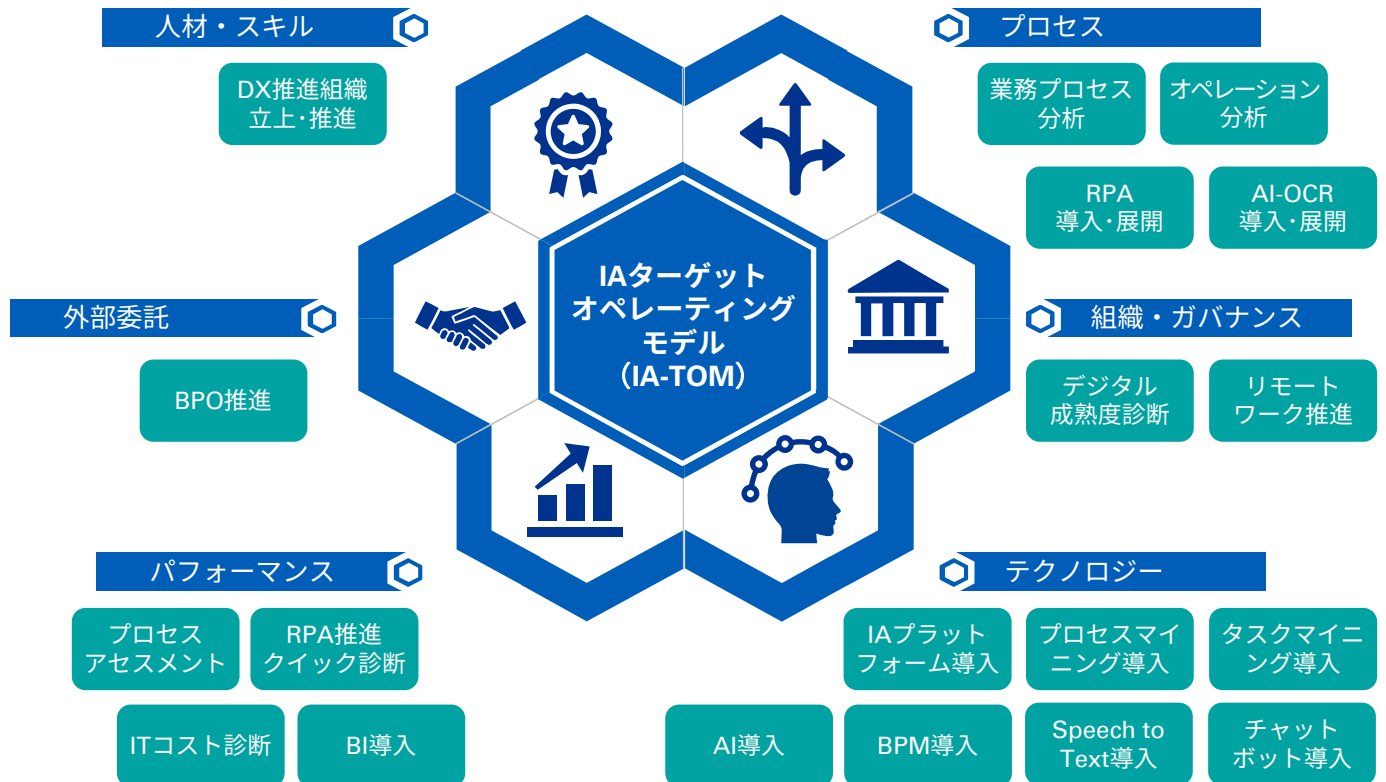 人材・スキル
DX推進組織
立上・推進
プロセス
業務プロセス
分析
オペレーション
分析
RPA
導入・展開
AI-OCR
導入・展開
IAターゲット
オペレーティング
モデル
（IA-TOM）
外部委託
BPO推進
組織・ガバナンス
デジタル
成熟度診断
リモート
ワーク推進
パフォーマンス
プロセス
アセスメント
RPA推進
クイック診断
ITコスト診断
BI導入
テクノロジー
IAプラット
フォーム導入
プロセスマイ
ニング導入
タスクマイニ
ング導入
AI導入
BPM導入
Speech to
Text導入
チャット
ボット導入